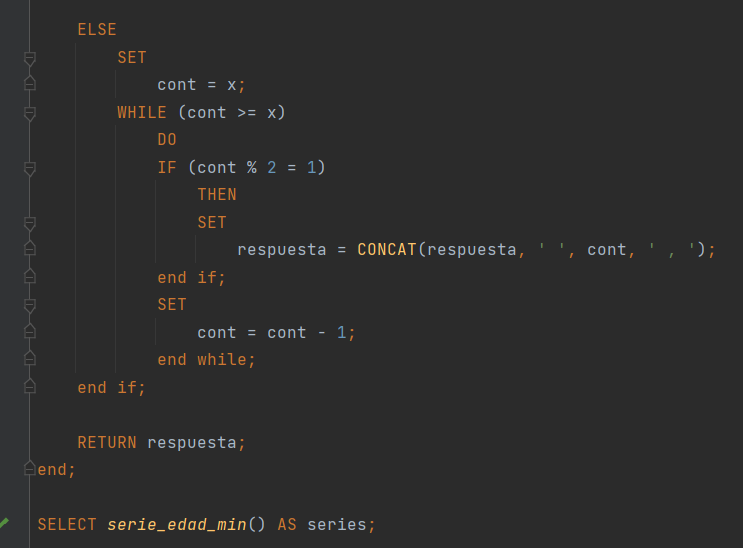 ELSE
SET
cont = x;
WHILE (cont >= x)
DO
IF (cont % 2 = 1)
THEN
SET
respuesta = CONCAT(respuesta, ' ', cont, ' , ');
end if;
SET
cont = cont - 1;
end while;
end if;
RETURN respuesta;
end;
SELECT serie_edad_min() AS series;